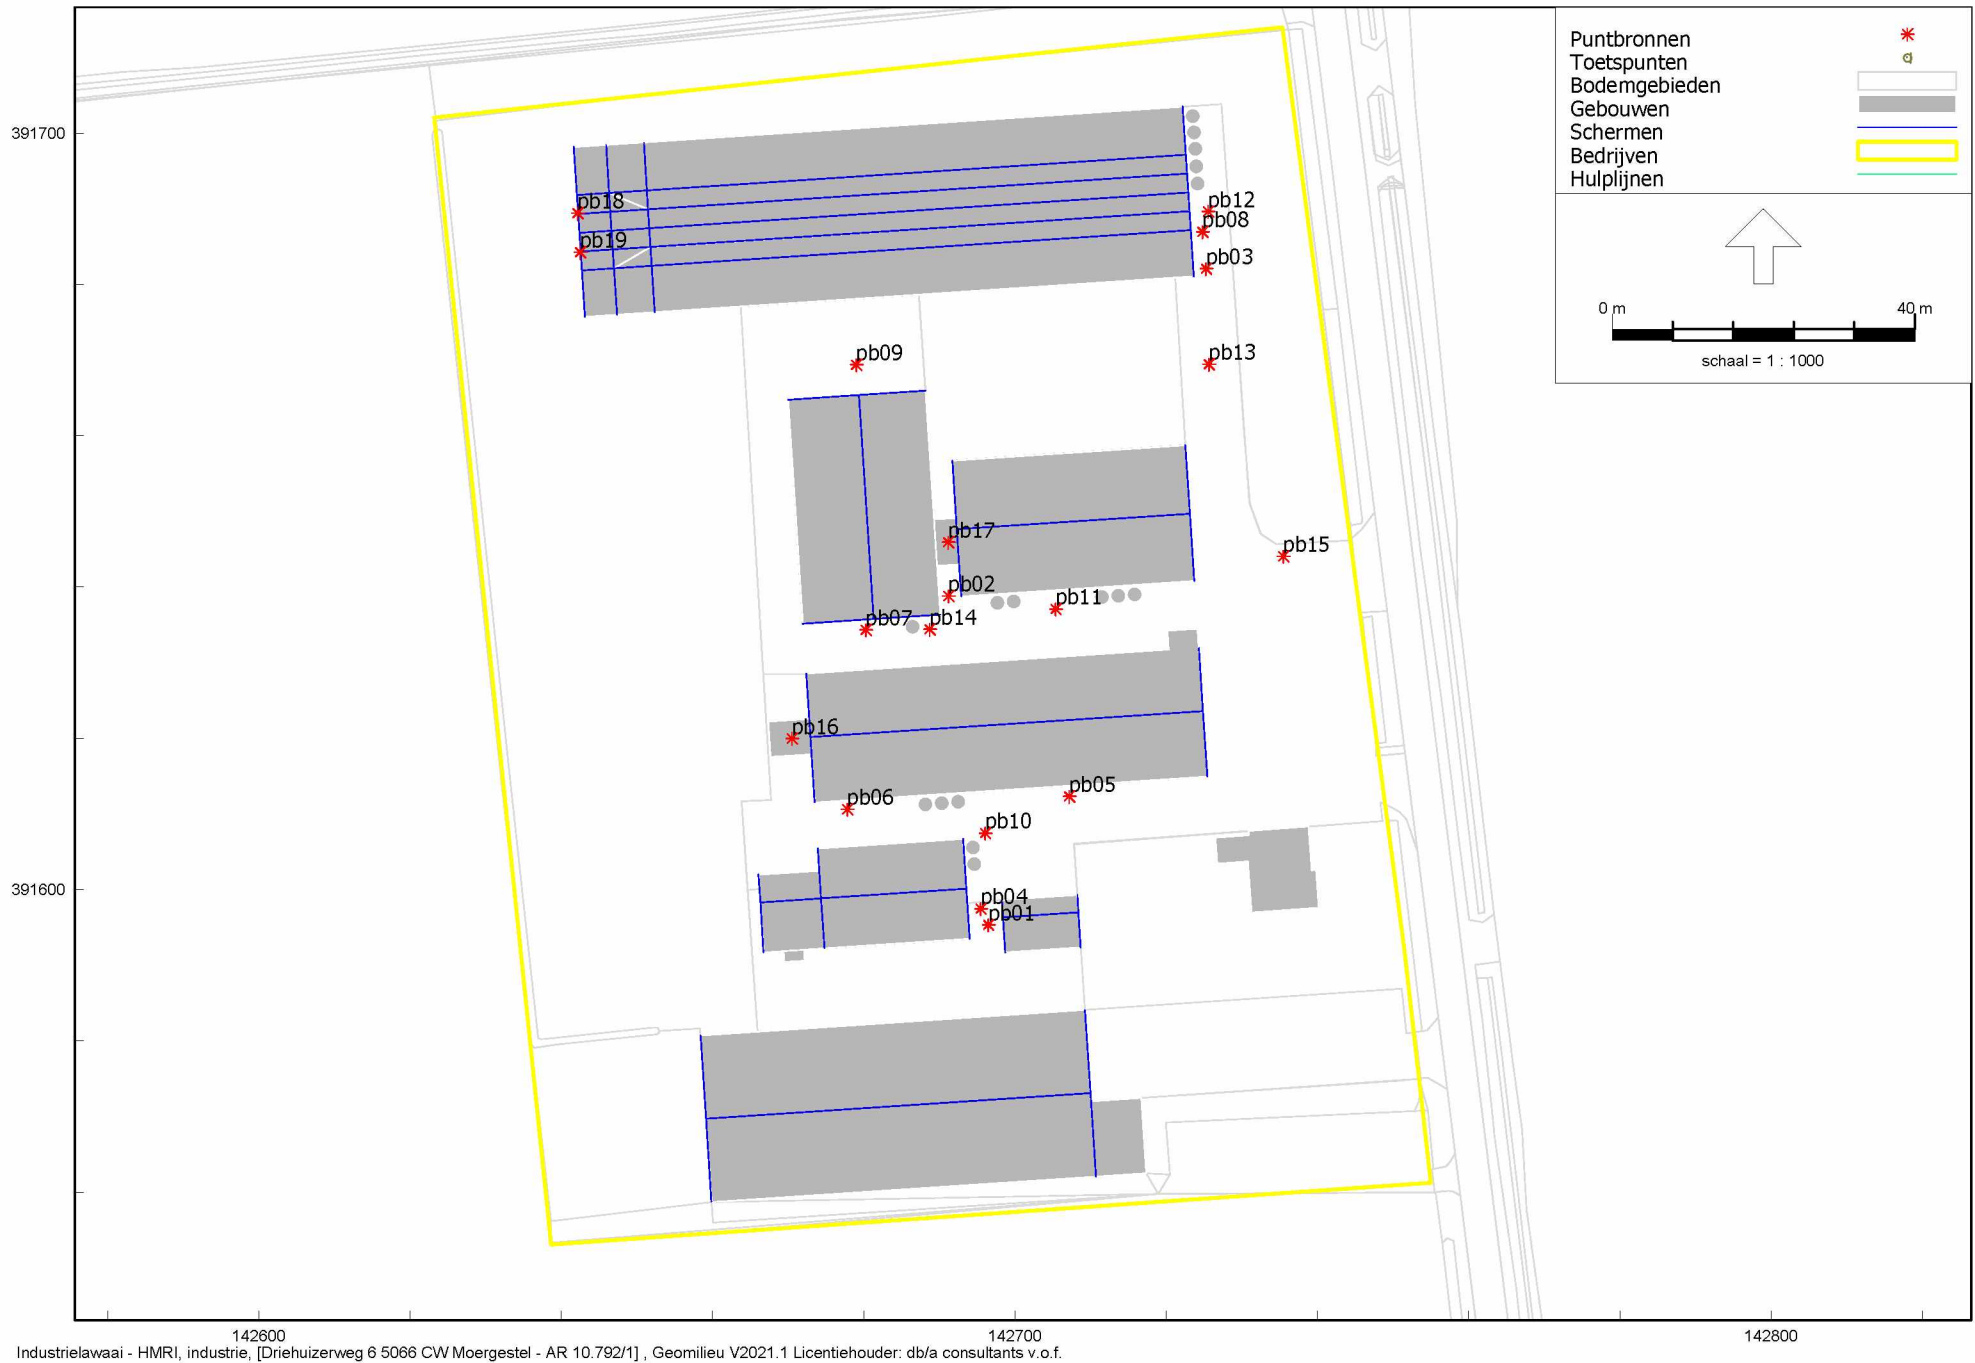 Puntbronnen
Toetspunten
Bodemgebieden
Gebouwen
Schermen
Bedrijven
Hulplijnen
0 m 40 m
schaal = 1 : 1000
391700
pb18
pb12
pb08
pb19
pb03
pb09
pb13
pb17
pb15
pb02
pb11
pb07
pb14
pb16
pb05
pb06
pb10
391600
pb04
pb01
142600 142700 142800
Industrielawaai - HMRI, industrie, [Driehuizerweg 6 5066 CW Moergestel - AR 10.792/1] , Geomilieu V2021.1 Licentiehouder: db/a consultants v.o.f.